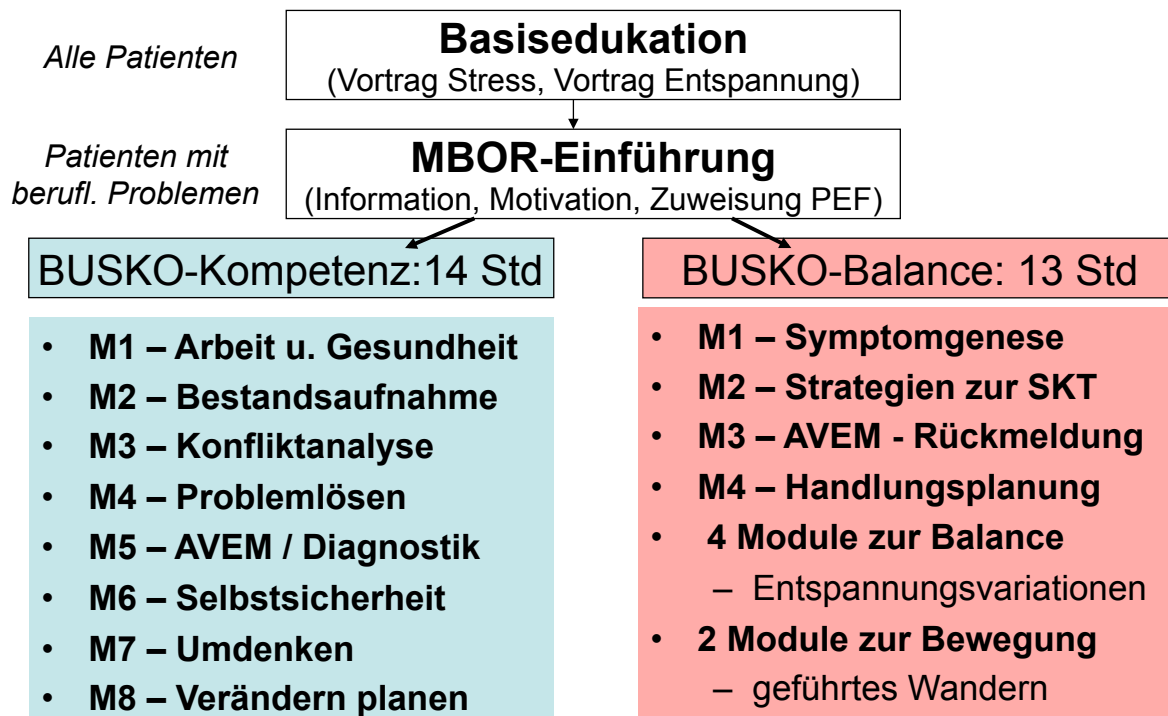 Alle Patienten
Basisedukation
(Vortrag Stress, Vortrag Entspannung)
Patienten mit
berufl. Problemen
MBOR-Einführung
(Information, Motivation, Zuweisung PEF)
BUSKO-Kompetenz:14 Std
• M1 – Arbeit u. Gesundheit
• M2 – Bestandsaufnahme
• M3 – Konfliktanalyse
• M4 – Problemlösen
• M5 – AVEM / Diagnostik
• M6 – Selbstsicherheit
• M7 – Umdenken
• M8 – Verändern planen
BUSKO-Balance: 13 Std
• M1 – Symptomgenese
• M2 – Strategien zur SKT
• M3 – AVEM - Rückmeldung
• M4 – Handlungsplanung
• 4 Module zur Balance
– Entspannungsvariationen
• 2 Module zur Bewegung
– geführtes Wandern